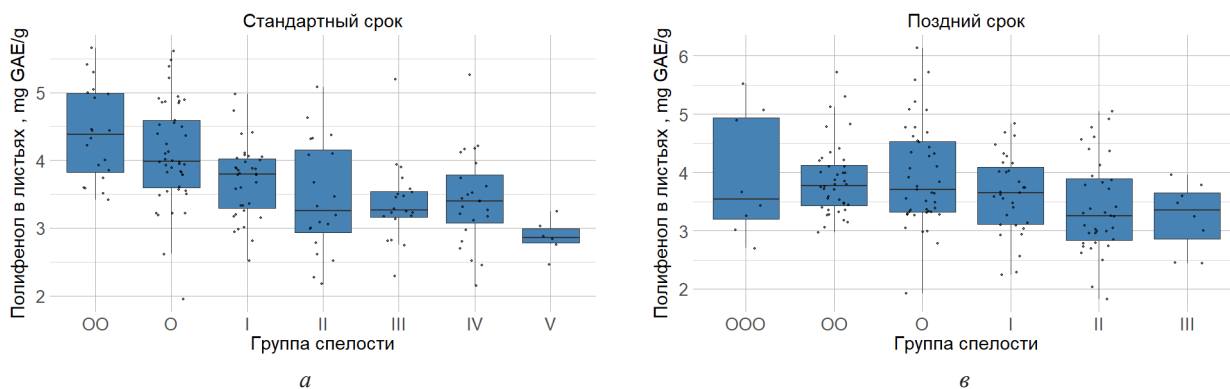 Стандартный срок
Полифенол в листьях , mg GAE/g
5
4
3
2
OO O I II III IV V
Группа спелости
а
Поздний срок
Полифенол в листьях , mg GAE/g
6
5
4
3
2
OOO OO O I II III
Группа спелости
в